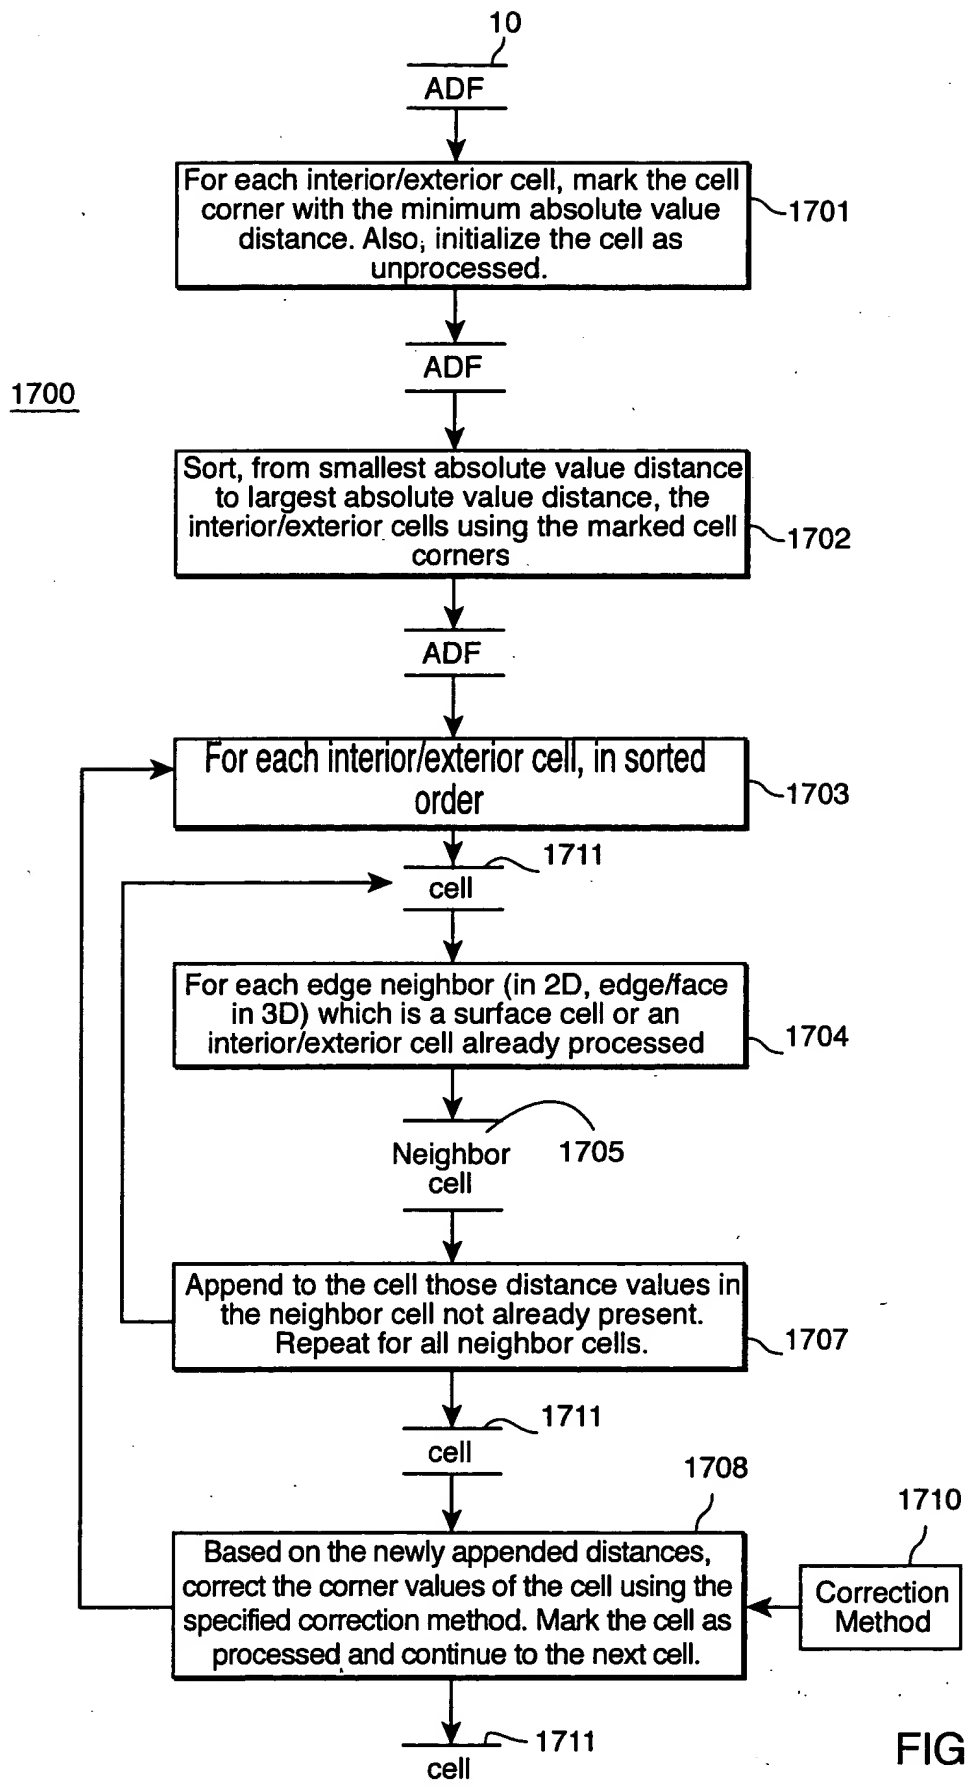 10
ADF
For each interior/exterior cell, mark the cell
corner with the minimum absolute value
distance. Also, initialize the cell as
unprocessed.
1701
ADF
1700
Sort, from smallest absolute value distance
to largest absolute value distance, the
interior/exterior cells using the marked cell
corners
1702
ADF
For each interior/exterior cell, in sorted
order
1703
1711
cell
For each edge neighbor (in 2D, edge/face
in 3D) which is a surface cell or an
interior/exterior cell already processed
1704
Neighbor
cell
1705
Append to the cell those distance values in
the neighbor cell not already present.
Repeat for all neighbor cells.
1707
1711
cell
1708
1710
Based on the newly appended distances,
correct the corner values of the cell using the
specified correction method. Mark the cell as
processed and continue to the next cell.
Correction
Method
1711
cell
FIG